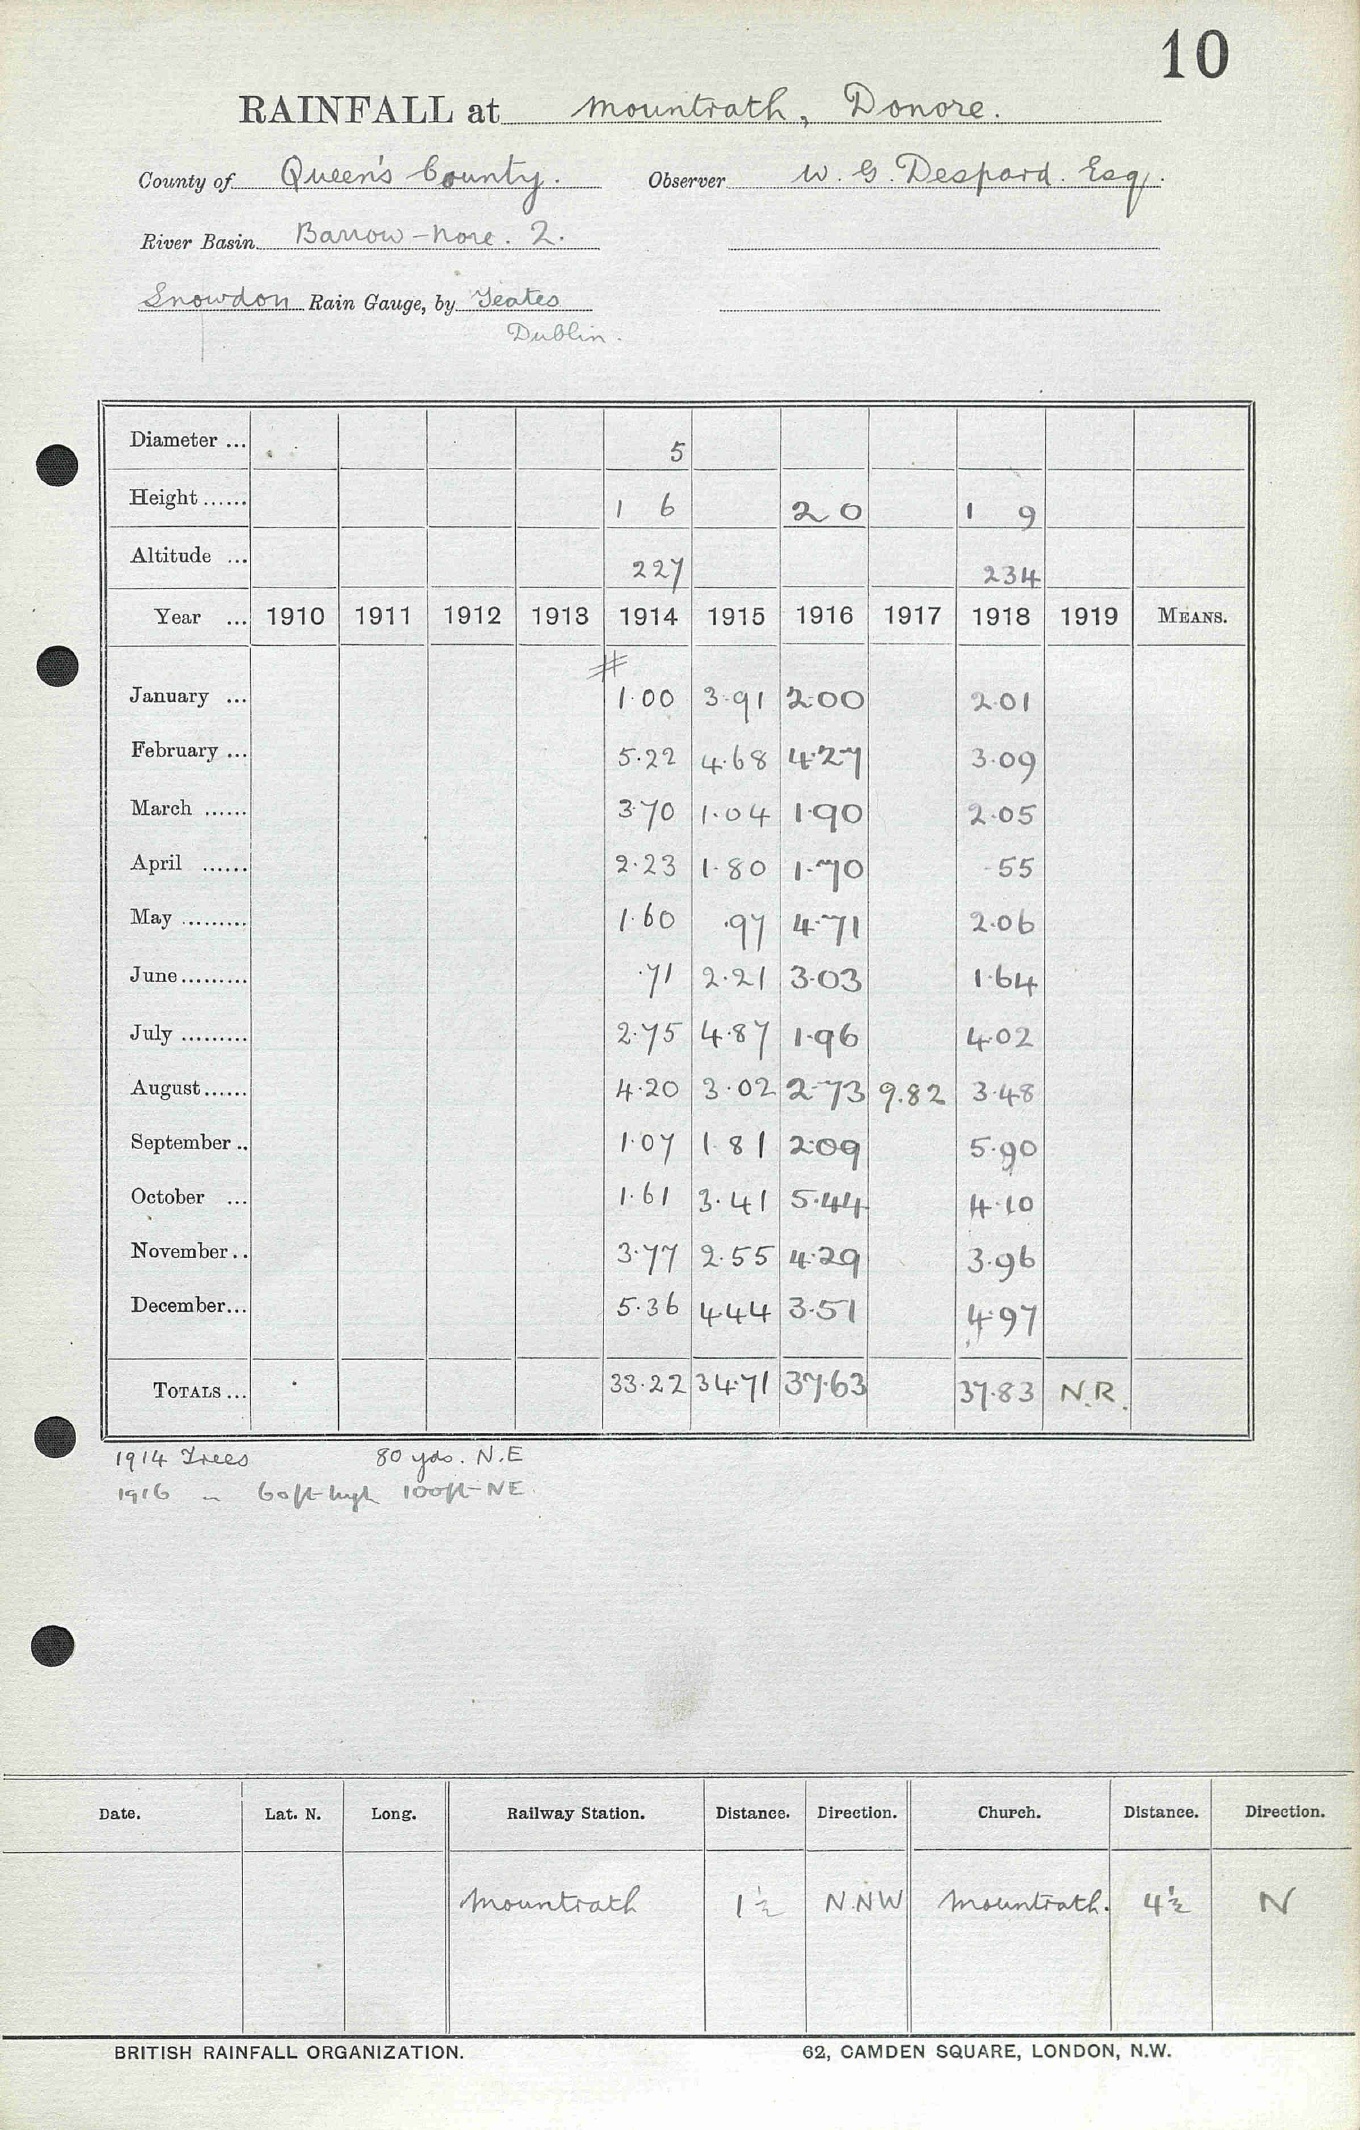 10
RAINFALL at Mountrath, Donore.
County of Queen's County. Observer W. G. Despard. Esq.
River Basin Barrow-Nore. 2.
Snowdon Rain Gauge, by Yeates
Dublin.
Diameter ... 5
Height ...... 1 6 2 0 1 9
Altitude ... 227 234
Year ... 1910 1911 1912 1913 1914 1915 1916 1917 1918 1919 MEANS.
#
January ... 1.00 3.91 2.00 2.01
February ... 5.22 4.68 4.27 3.09
March ...... 3.70 1.04 1.90 2.05
April ...... 2.23 1.80 1.70 .55
May ......... 1.60 .97 4.71 2.06
June ......... .71 2.21 3.03 1.64
July ......... 2.75 4.87 1.96 4.02
August ...... 4.20 3.02 2.73 9.82 3.48
September .. 1.07 1.81 2.09 5.90
October ... 1.61 3.41 5.44 4.10
November .. 3.77 2.55 4.29 3.96
December ... 5.36 4.44 3.51 4.97
TOTALS ... 33.22 34.71 37.63 37.83 N.R.
1914 Trees 80 yds. N.E
1916 " 60ft high 100ft NE.
Date. Lat. N. Long. Railway Station. Distance. Direction. Church. Distance. Direction.
Mountrath 1½ N.NW Mountrath. 4½ N
BRITISH RAINFALL ORGANIZATION. 62, CAMDEN SQUARE, LONDON, N.W.